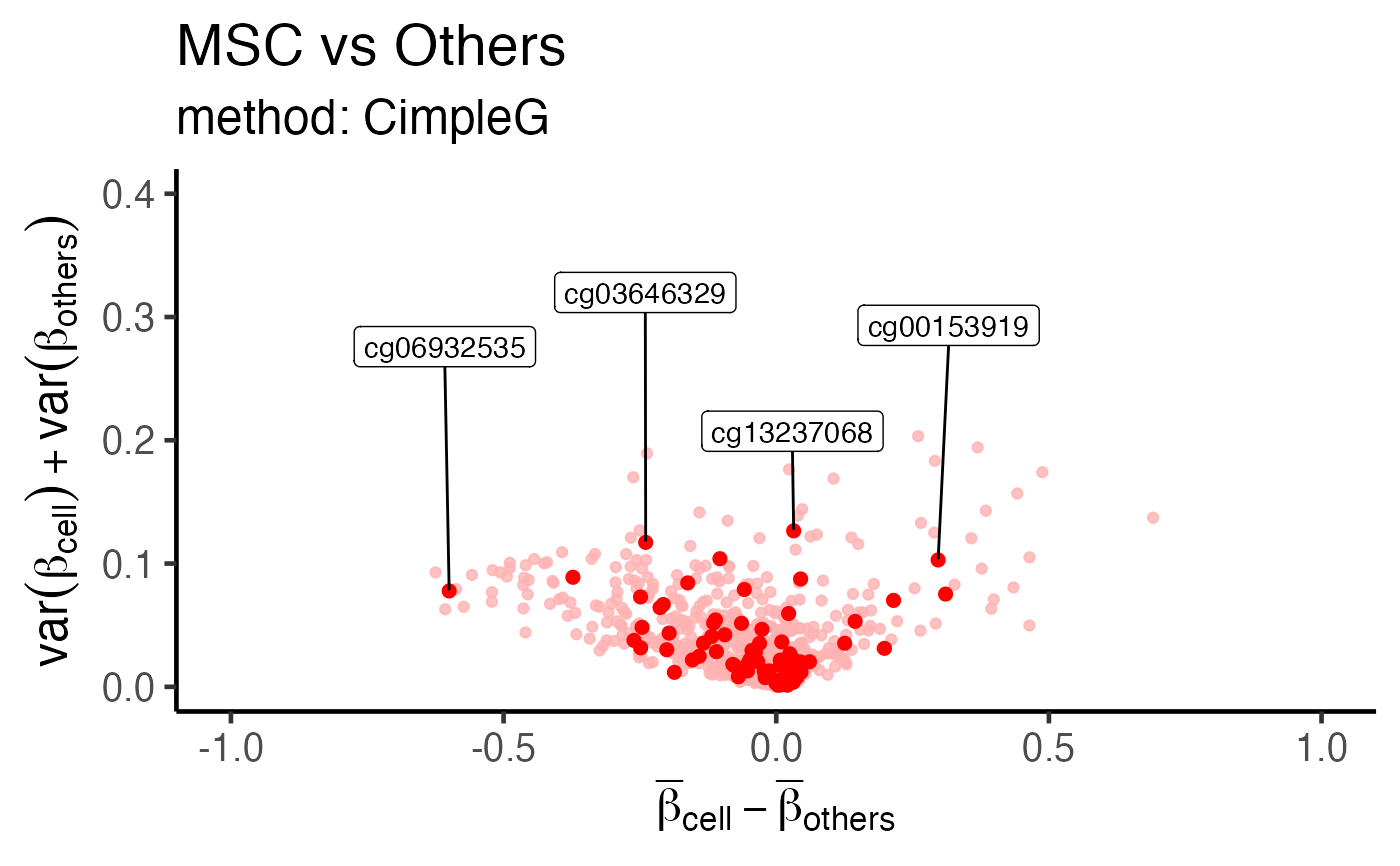 MSC vs Others
method: CimpleG
var(βcell) + var(βothers)
0.4
0.3
0.2
0.1
0.0
cg03646329
cg00153919
cg06932535
cg13237068
-1.0 -0.5 0.0 0.5 1.0
β̅cell − β̅others